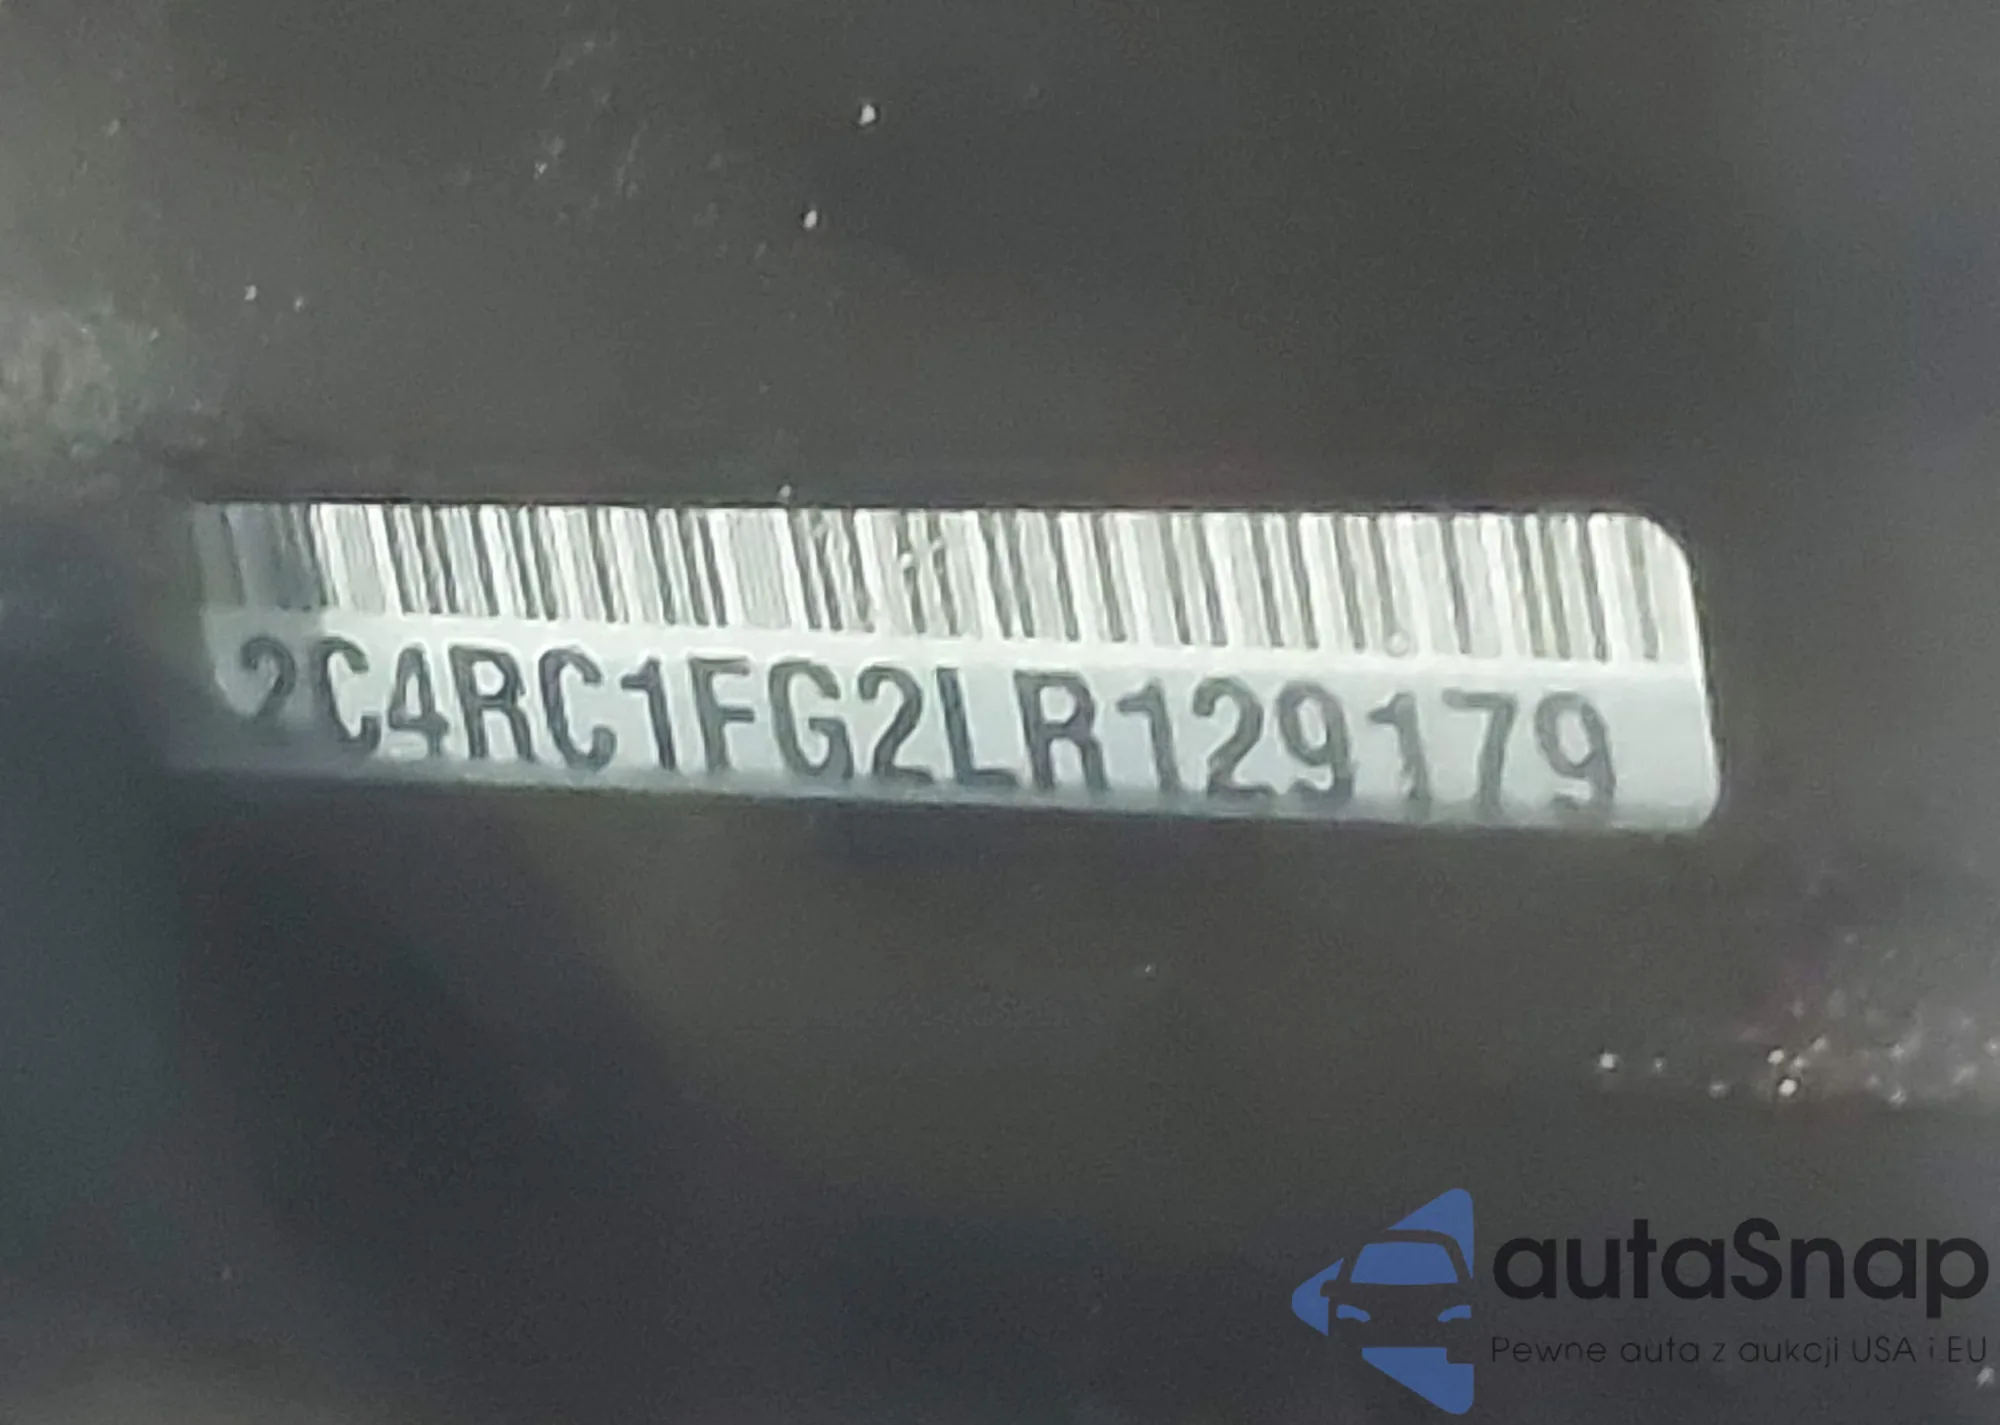 2C4RC1FG2LR129179
autaSnap
Pewne auta z aukcji USA i EU